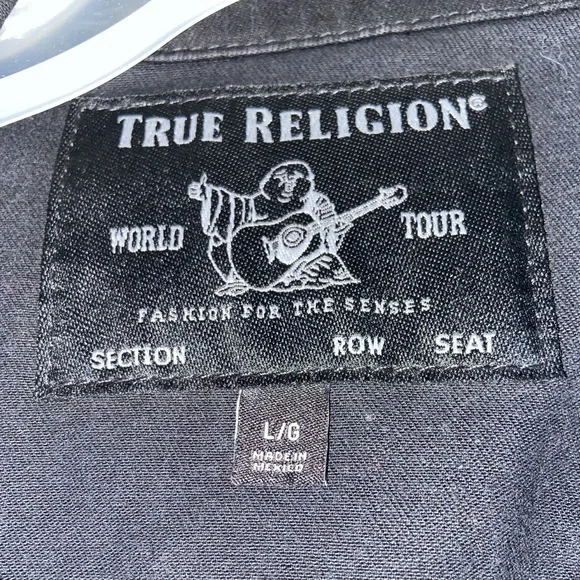 TRUE RELIGION®
WORLD TOUR
FASHION FOR THE SENSES
SECTION ROW SEAT
L/G
MADE IN
MEXICO